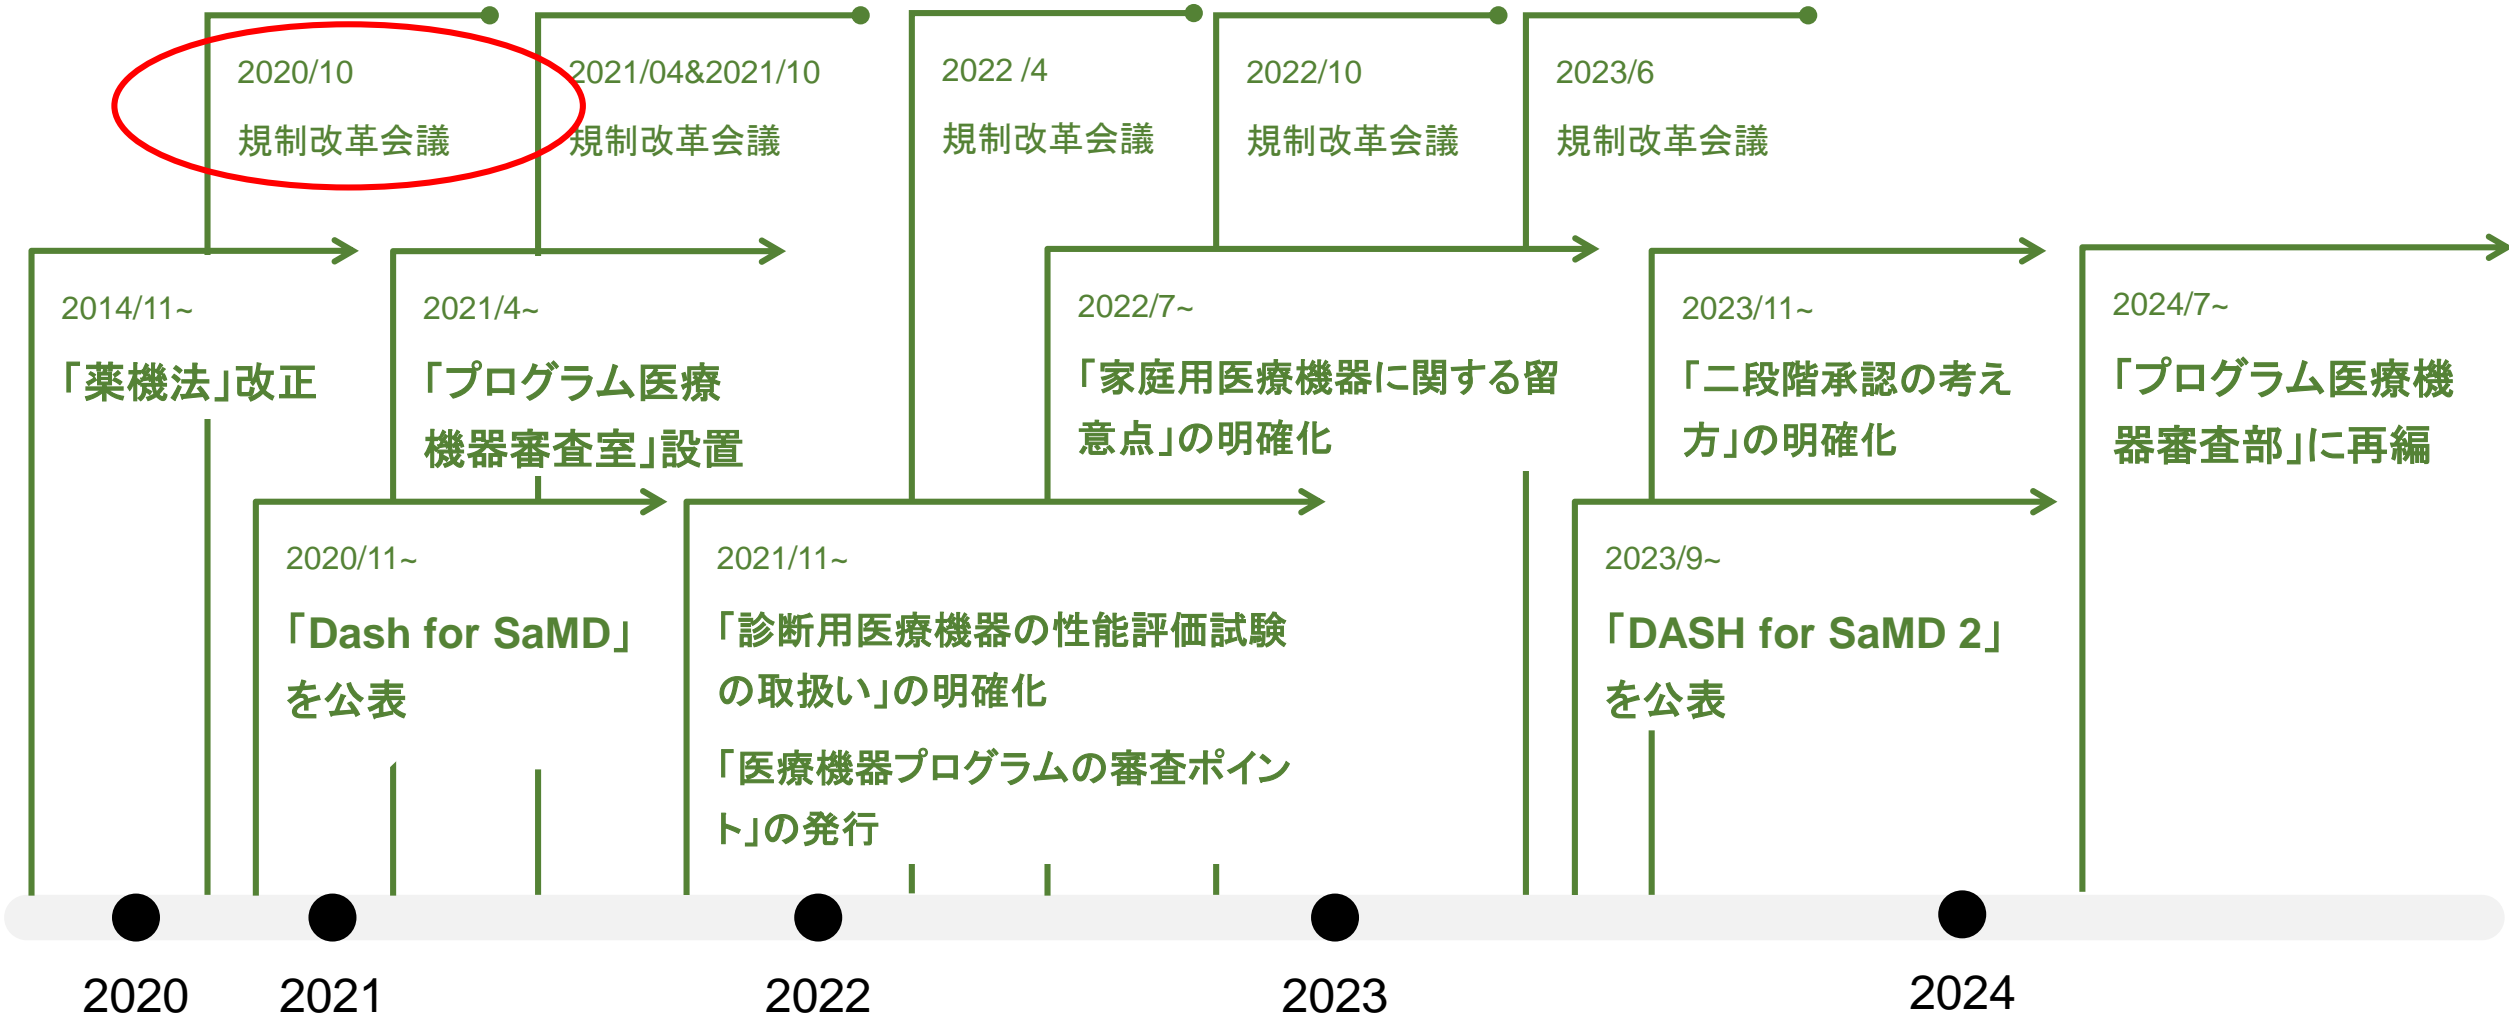 2020/10
規制改革会議
2021/04&2021/10
規制改革会議
2022 /4
規制改革会議
2022/10
規制改革会議
2023/6
規制改革会議
2014/11~
「薬機法」改正
2021/4~
「プログラム医療
機器審査室」設置
2022/7~
「家庭用医療機器に関する留
意点」の明確化
2023/11~
「二段階承認の考え
方」の明確化
2024/7~
「プログラム医療機
器審査部」に再編
2020/11~
「Dash for SaMD」
を公表
2021/11~
「診断用医療機器の性能評価試験
の取扱い」の明確化
「医療機器プログラムの審査ポイン
ト」の発行
2023/9~
「DASH for SaMD 2」
を公表
2020
2021
2022
2023
2024